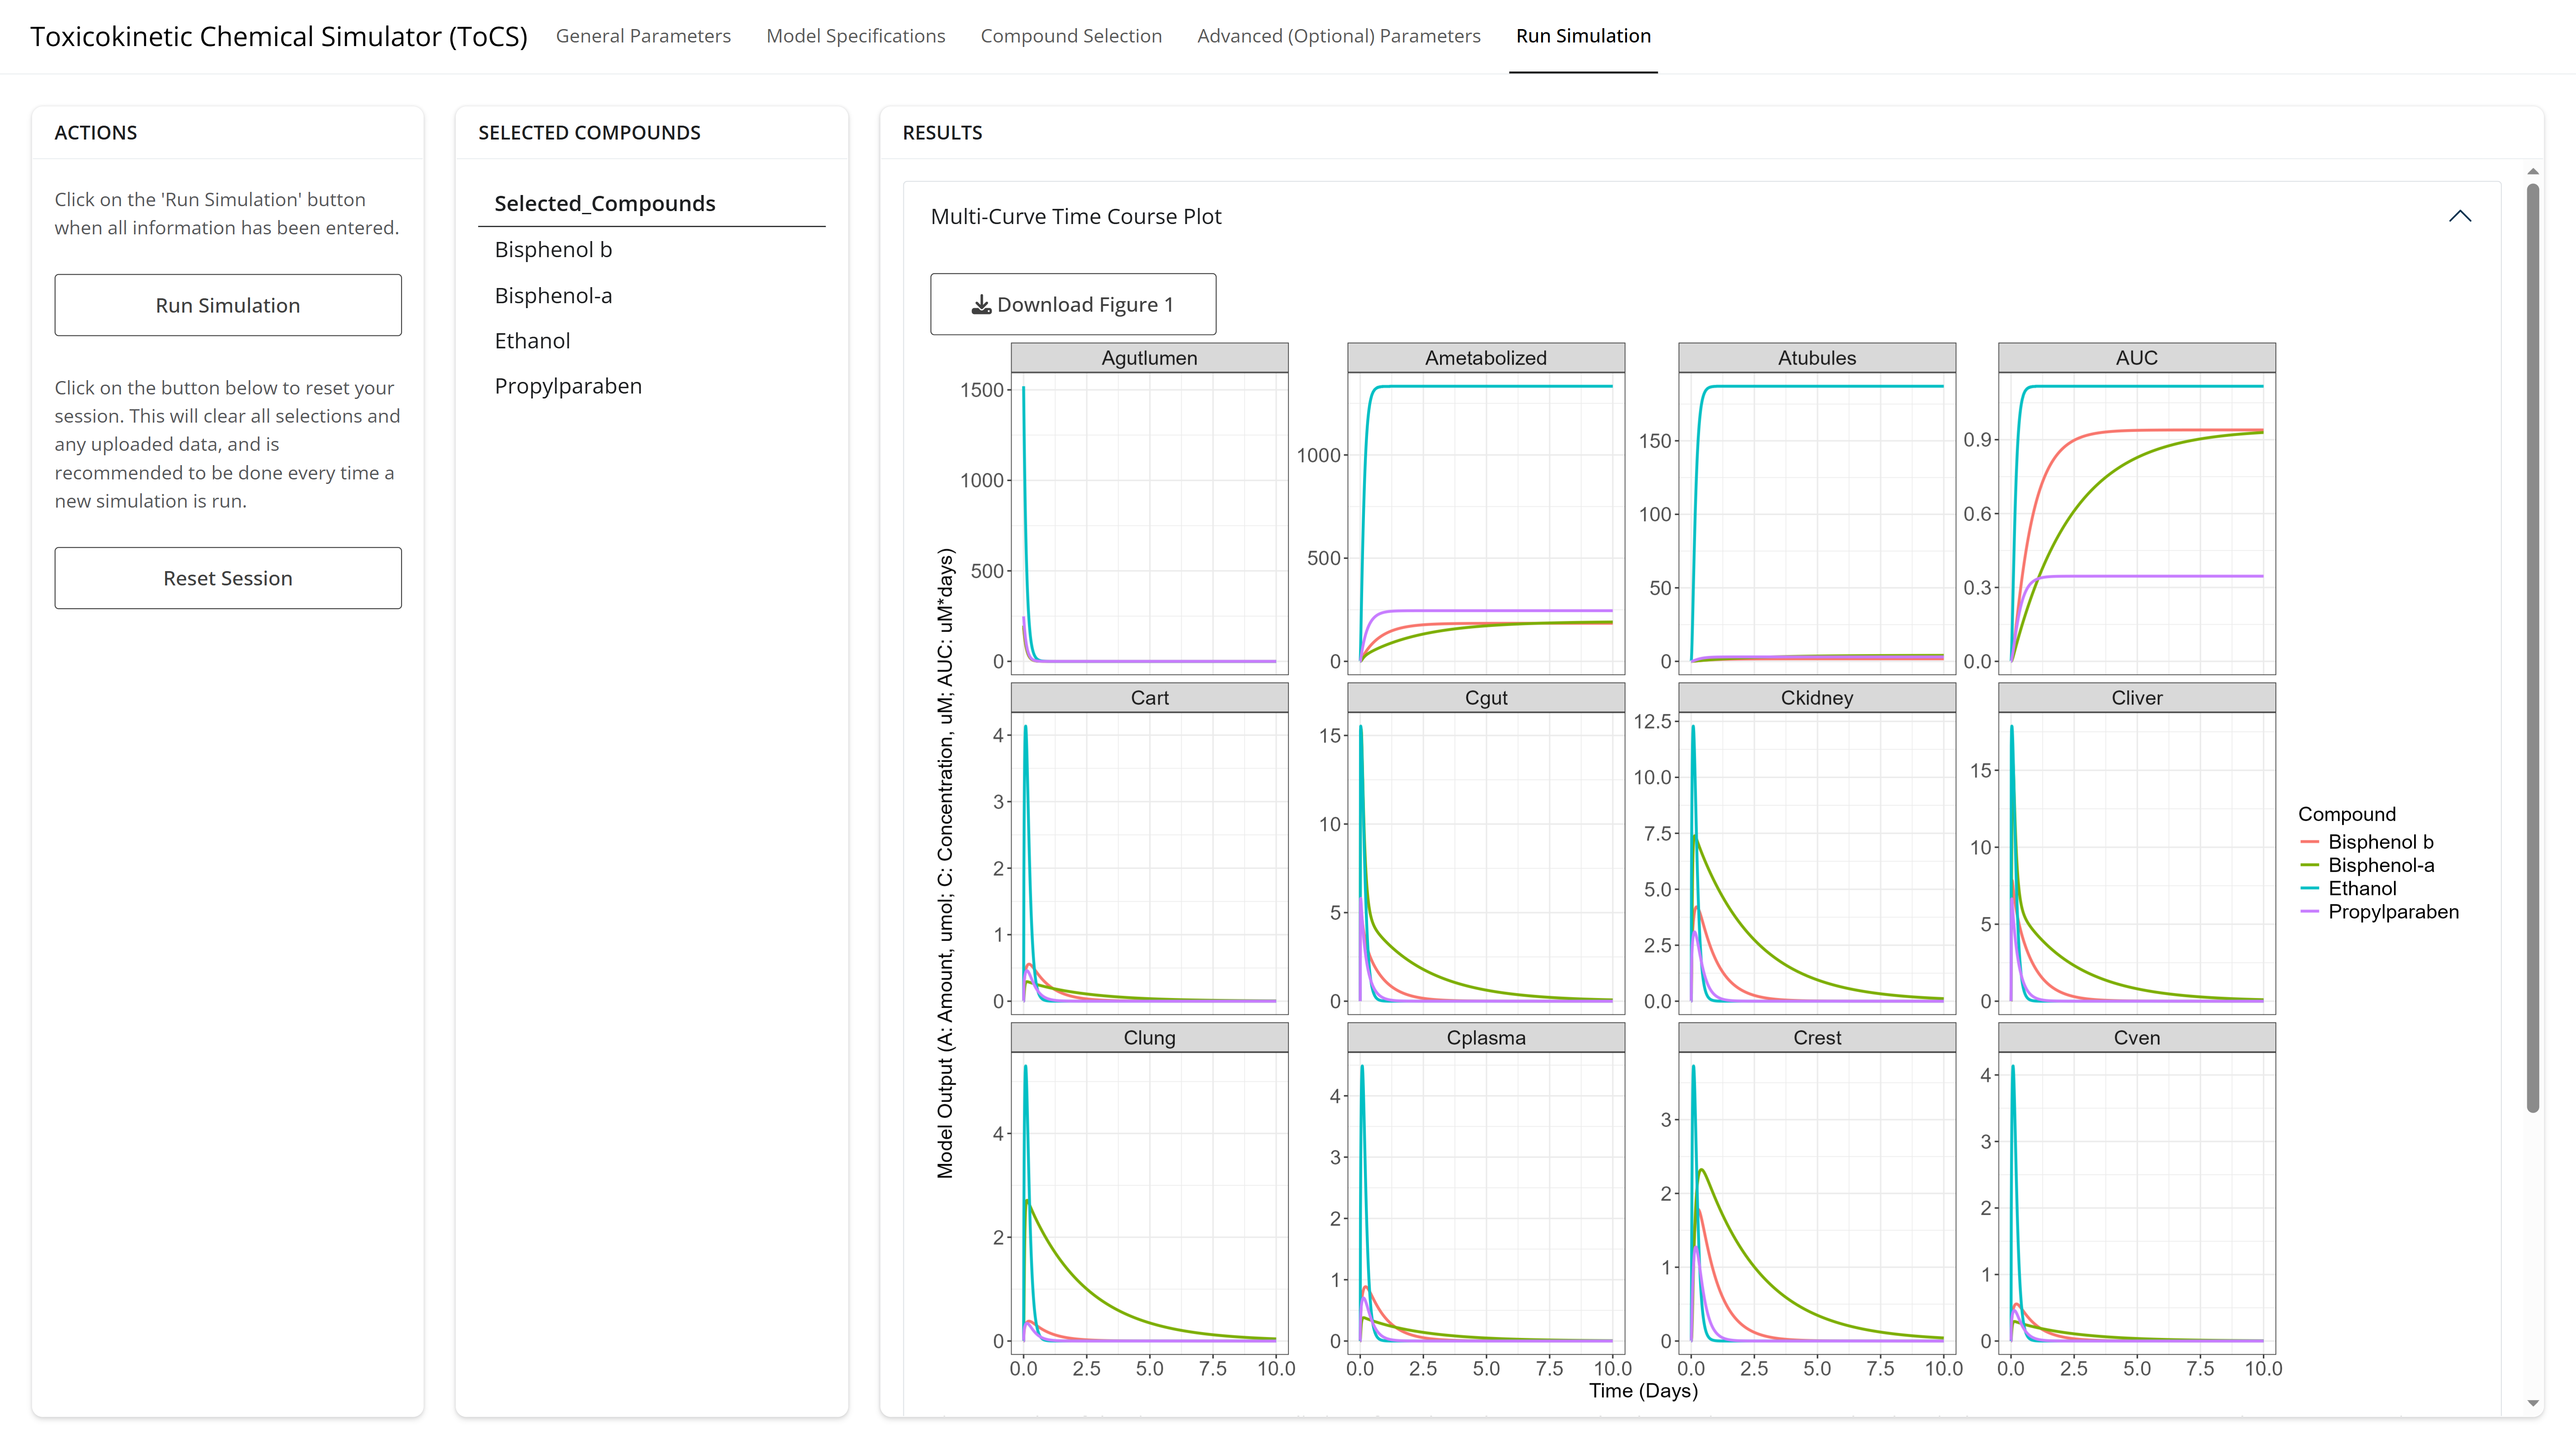 Toxicokinetic Chemical Simulator (ToCS)
General Parameters
Model Specifications
Compound Selection
Advanced (Optional) Parameters
Run Simulation
ACTIONS
Click on the 'Run Simulation' button
when all information has been entered.
Run Simulation
Click on the button below to reset your
session. This will clear all selections and
any uploaded data, and is
recommended to be done every time a
new simulation is run.
Reset Session
SELECTED COMPOUNDS
Selected_Compounds
Bisphenol b
Bisphenol-a
Ethanol
Propylparaben
RESULTS
Multi-Curve Time Course Plot
Download Figure 1
Model Output (A: Amount, umol; C: Concentration, uM; AUC: uM*days)
Agutlumen
1500
1000
500
0
Ametabolized
1000
500
0
Atubules
150
100
50
0
AUC
0.9
0.6
0.3
0.0
Cart
4
3
2
1
0
Cgut
15
10
5
0
Ckidney
12.5
10.0
7.5
5.0
2.5
0.0
Cliver
15
10
5
0
Clung
4
2
0
Cplasma
4
3
2
1
0
Crest
3
2
1
0
Cven
4
3
2
1
0
0.0 2.5 5.0 7.5 10.0
0.0 2.5 5.0 7.5 10.0
0.0 2.5 5.0 7.5 10.0
0.0 2.5 5.0 7.5 10.0
Time (Days)
Compound
Bisphenol b
Bisphenol-a
Ethanol
Propylparaben